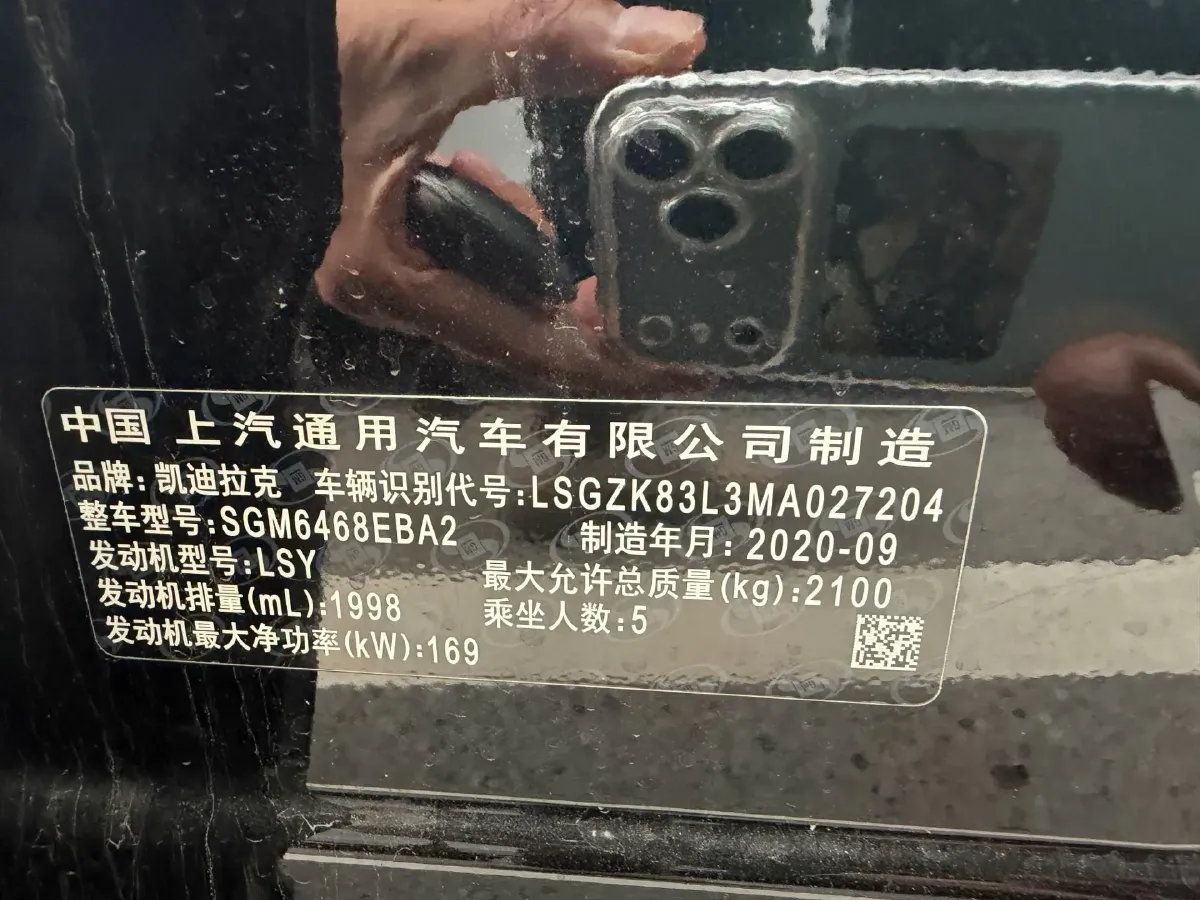 中国 上汽通用汽车有限公司制造
品牌:凯迪拉克 车辆识别代号:LSGZK83L3MA027204
整车型号:SGM6468EBA2 制造年月:2020-09
发动机型号:LSY 最大允许总质量(kg):2100
发动机排量(mL):1998 乘坐人数:5
发动机最大净功率(kW):169